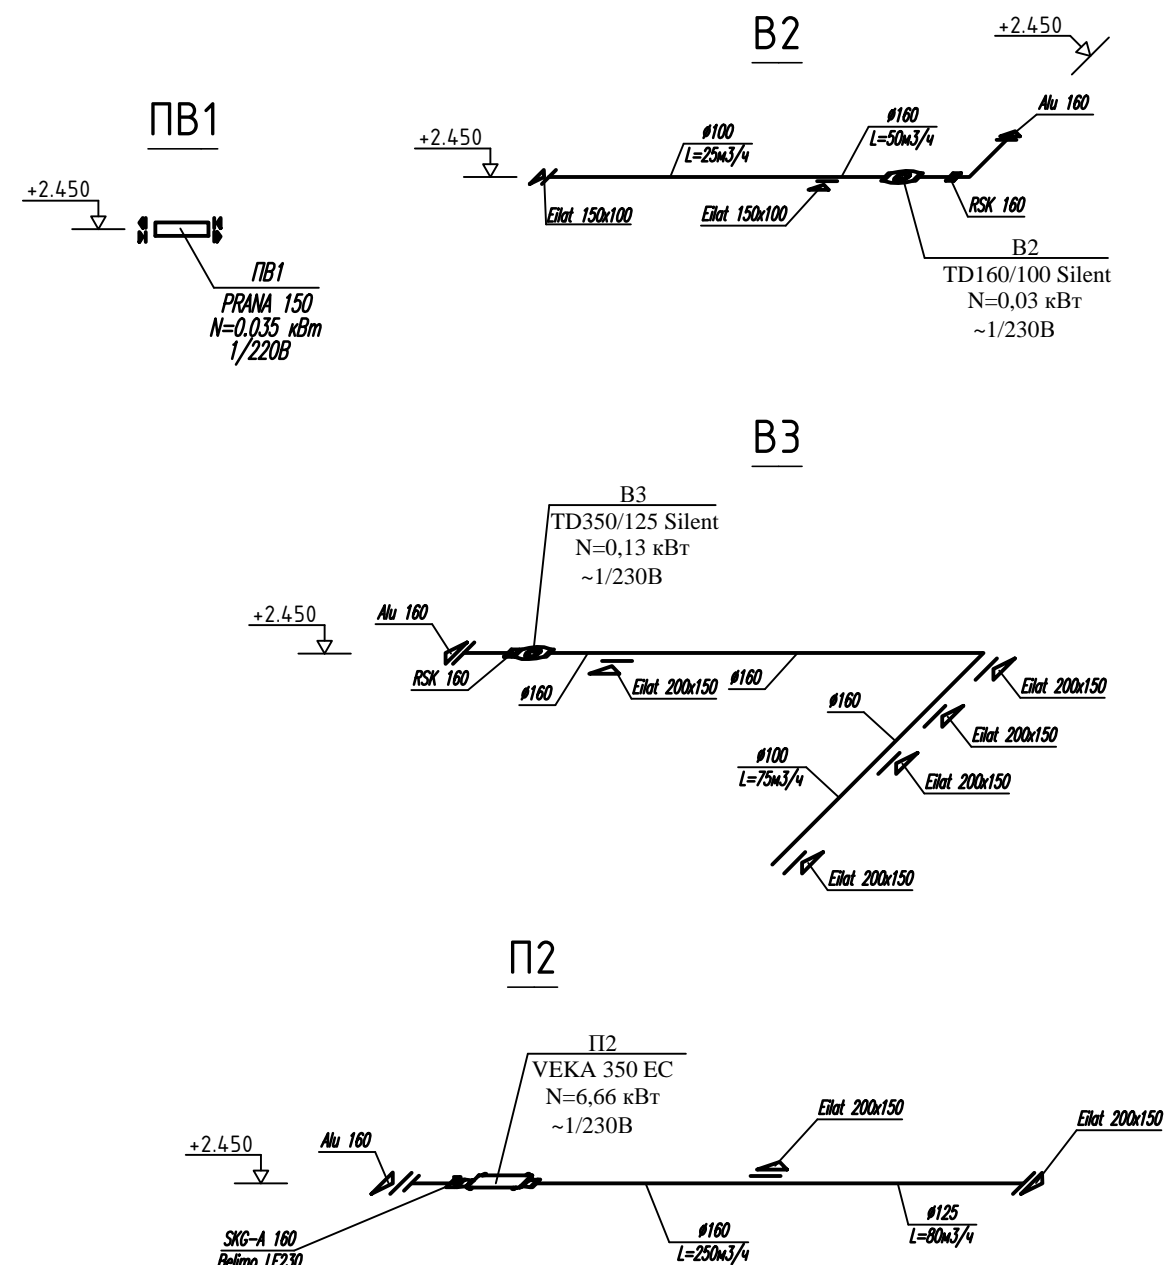 В2
+2.450
ПВ1
Alu 160
ø100
L=25м3/ч
ø160
L=50м3/ч
+2.450
+2.450
Eilat 150x100
Eilat 150x100
RSK 160
В2
TD160/100 Silent
N=0,03 кВт
~1/230В
ПВ1
PRANA 150
N=0.035 кВт
1/220В
В3
В3
TD350/125 Silent
N=0,13 кВт
~1/230В
+2.450
Alu 160
RSK 160
ø160
Eilat 200x150
ø160
Eilat 200x150
ø160
Eilat 200x150
ø100
L=75м3/ч
Eilat 200x150
Eilat 200x150
П2
П2
VEKA 350 EC
N=6,66 кВт
~1/230В
+2.450
Alu 160
Eilat 200x150
Eilat 200x150
SKG-A 160
Belimo LF230
ø160
L=250м3/ч
ø125
L=80м3/ч